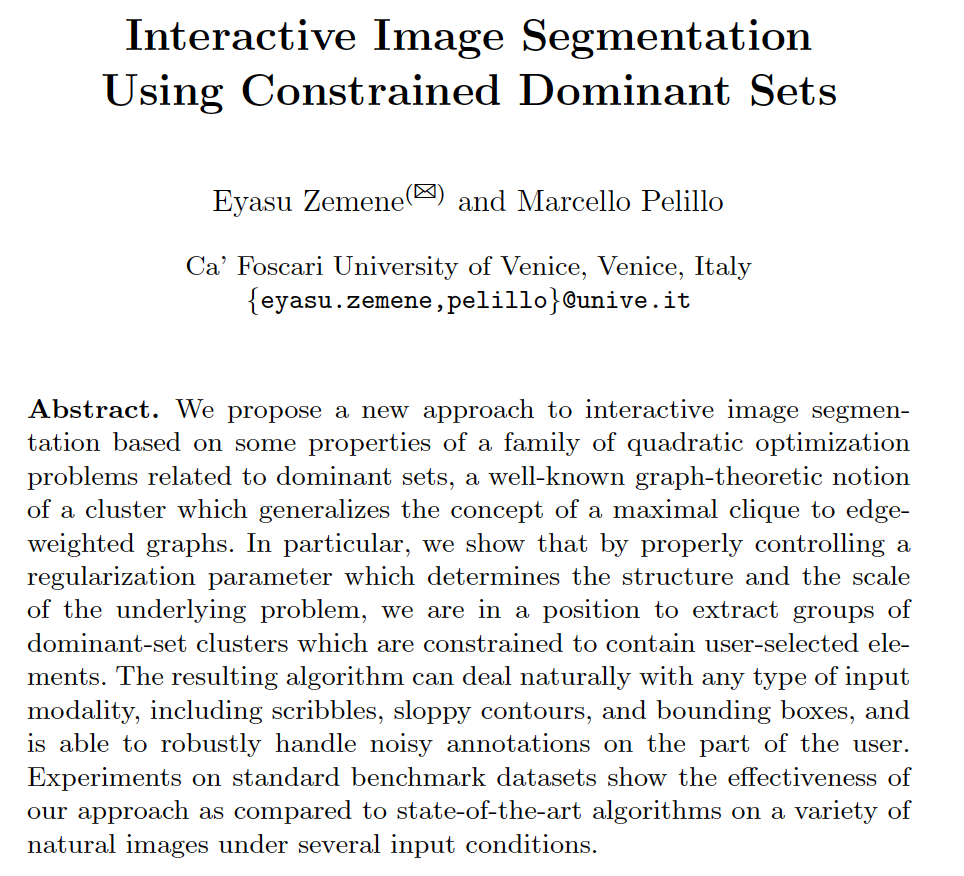 Interactive Image Segmentation
Using Constrained Dominant Sets
Eyasu Zemene(✉) and Marcello Pelillo
Ca’ Foscari University of Venice, Venice, Italy
{eyasu.zemene,pelillo}@unive.it
Abstract. We propose a new approach to interactive image segmen-
tation based on some properties of a family of quadratic optimization
problems related to dominant sets, a well-known graph-theoretic notion
of a cluster which generalizes the concept of a maximal clique to edge-
weighted graphs. In particular, we show that by properly controlling a
regularization parameter which determines the structure and the scale
of the underlying problem, we are in a position to extract groups of
dominant-set clusters which are constrained to contain user-selected ele-
ments. The resulting algorithm can deal naturally with any type of input
modality, including scribbles, sloppy contours, and bounding boxes, and
is able to robustly handle noisy annotations on the part of the user.
Experiments on standard benchmark datasets show the effectiveness of
our approach as compared to state-of-the-art algorithms on a variety of
natural images under several input conditions.